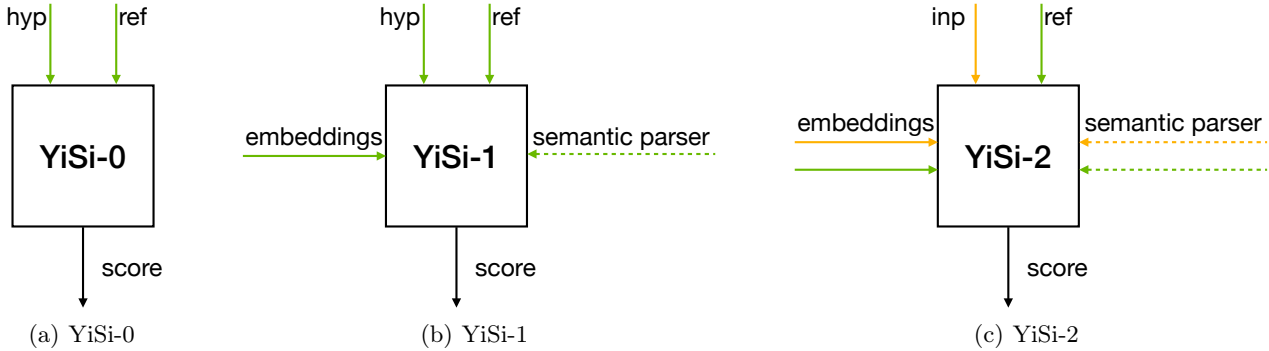 hyp ref
YiSi-0
score
(a) YiSi-0
hyp ref
embeddings
YiSi-1
semantic parser
score
(b) YiSi-1
inp ref
embeddings
YiSi-2
semantic parser
score
(c) YiSi-2